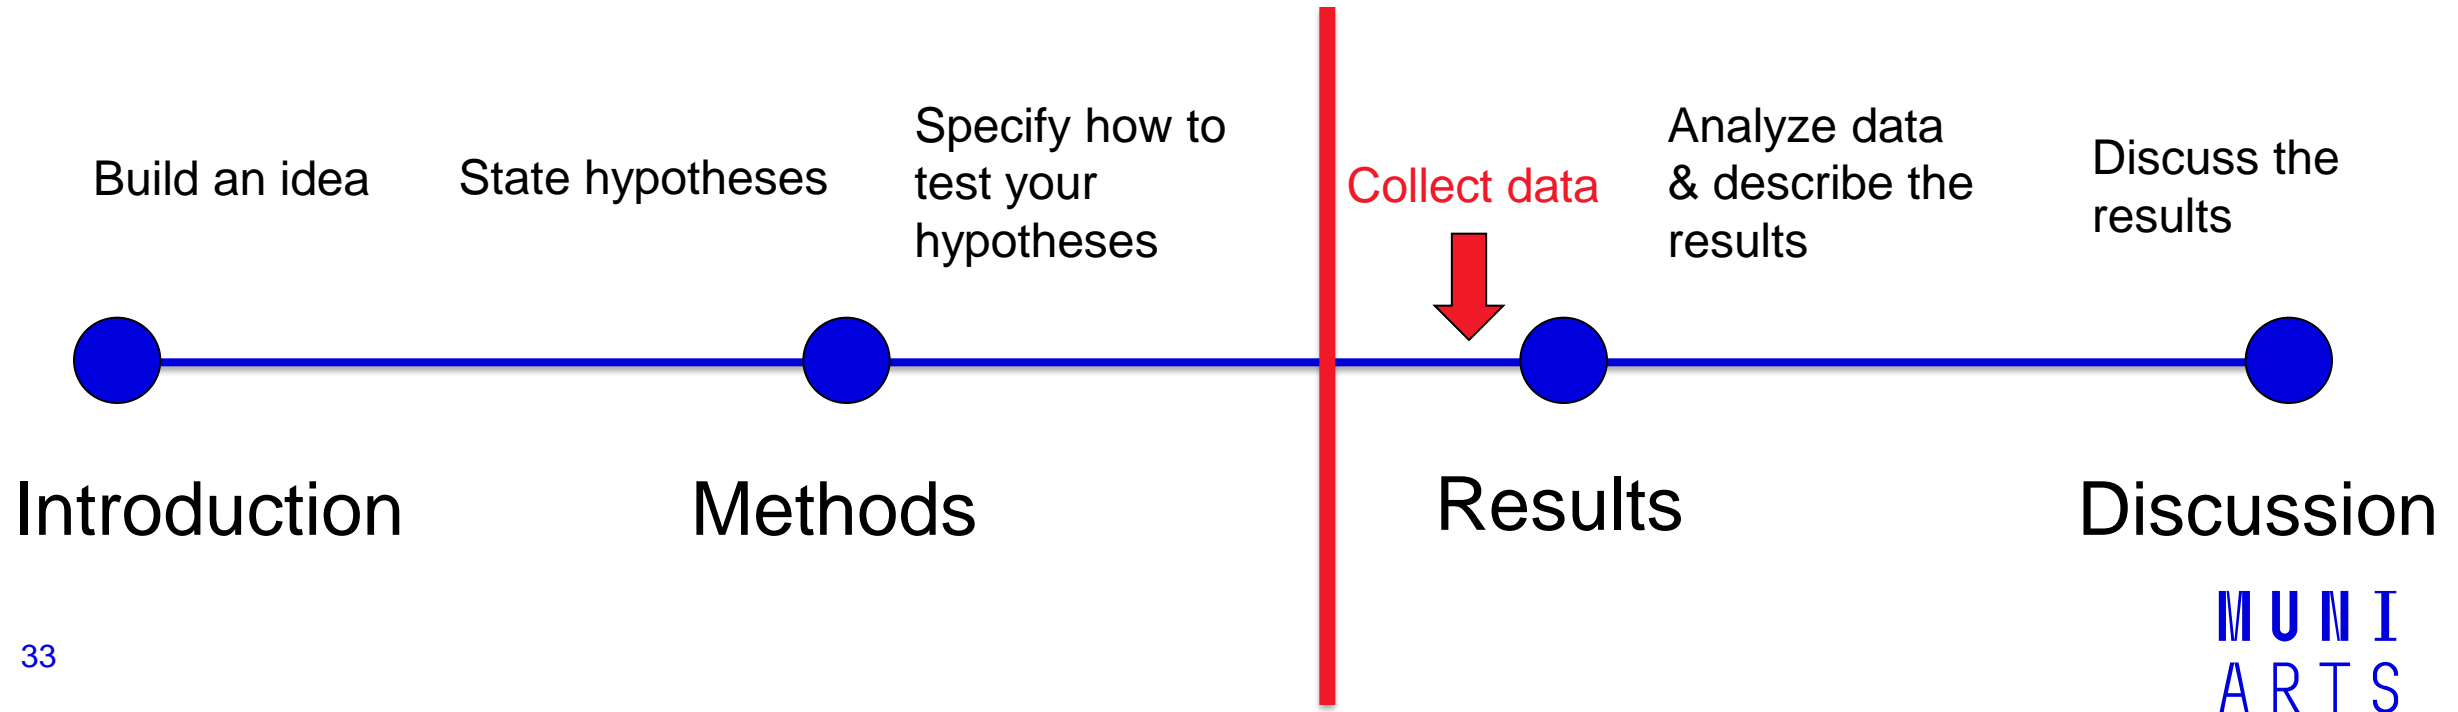 Build an idea
State hypotheses
Specify how to
test your
hypotheses
Collect data
Analyze data
& describe the
results
Discuss the
results
Introduction
Methods
Results
Discussion
33
MUNI
ARTS